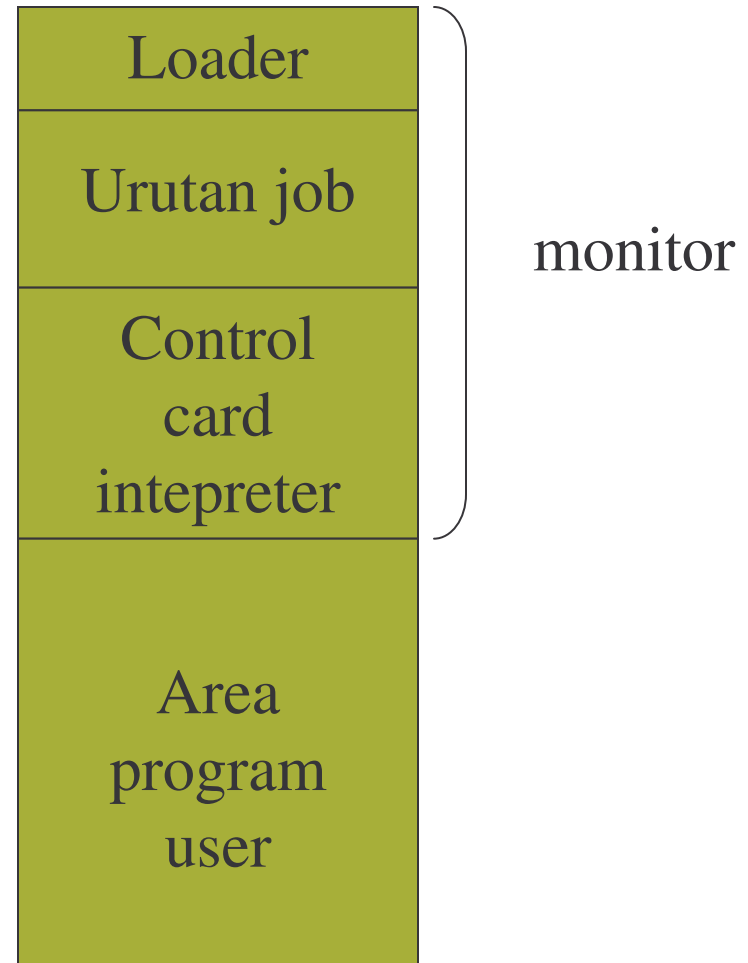 Loader
Urutan job
monitor
Control
card
intepreter
Area
program
user